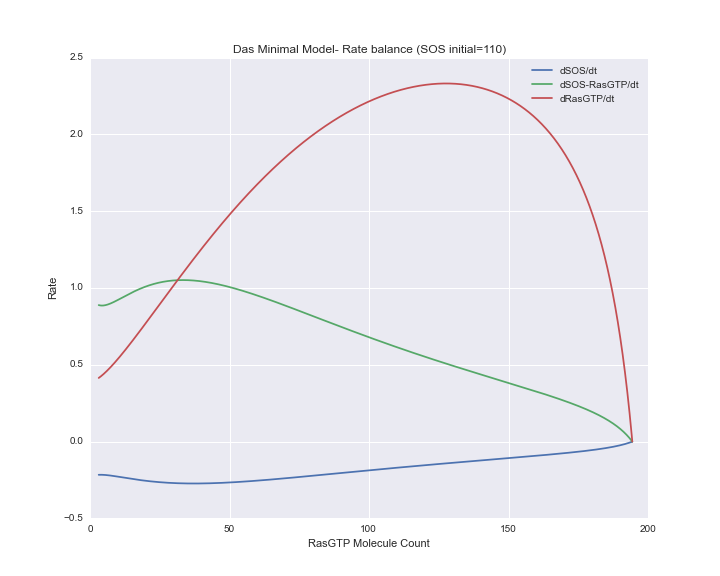 Das Minimal Model- Rate balance (SOS initial=110)
dSOS/dt
dSOS-RasGTP/dt
dRasGTP/dt
2.5
2.0
1.5
1.0
0.5
0.0
−0.5
Rate
0
50
100
150
200
RasGTP Molecule Count